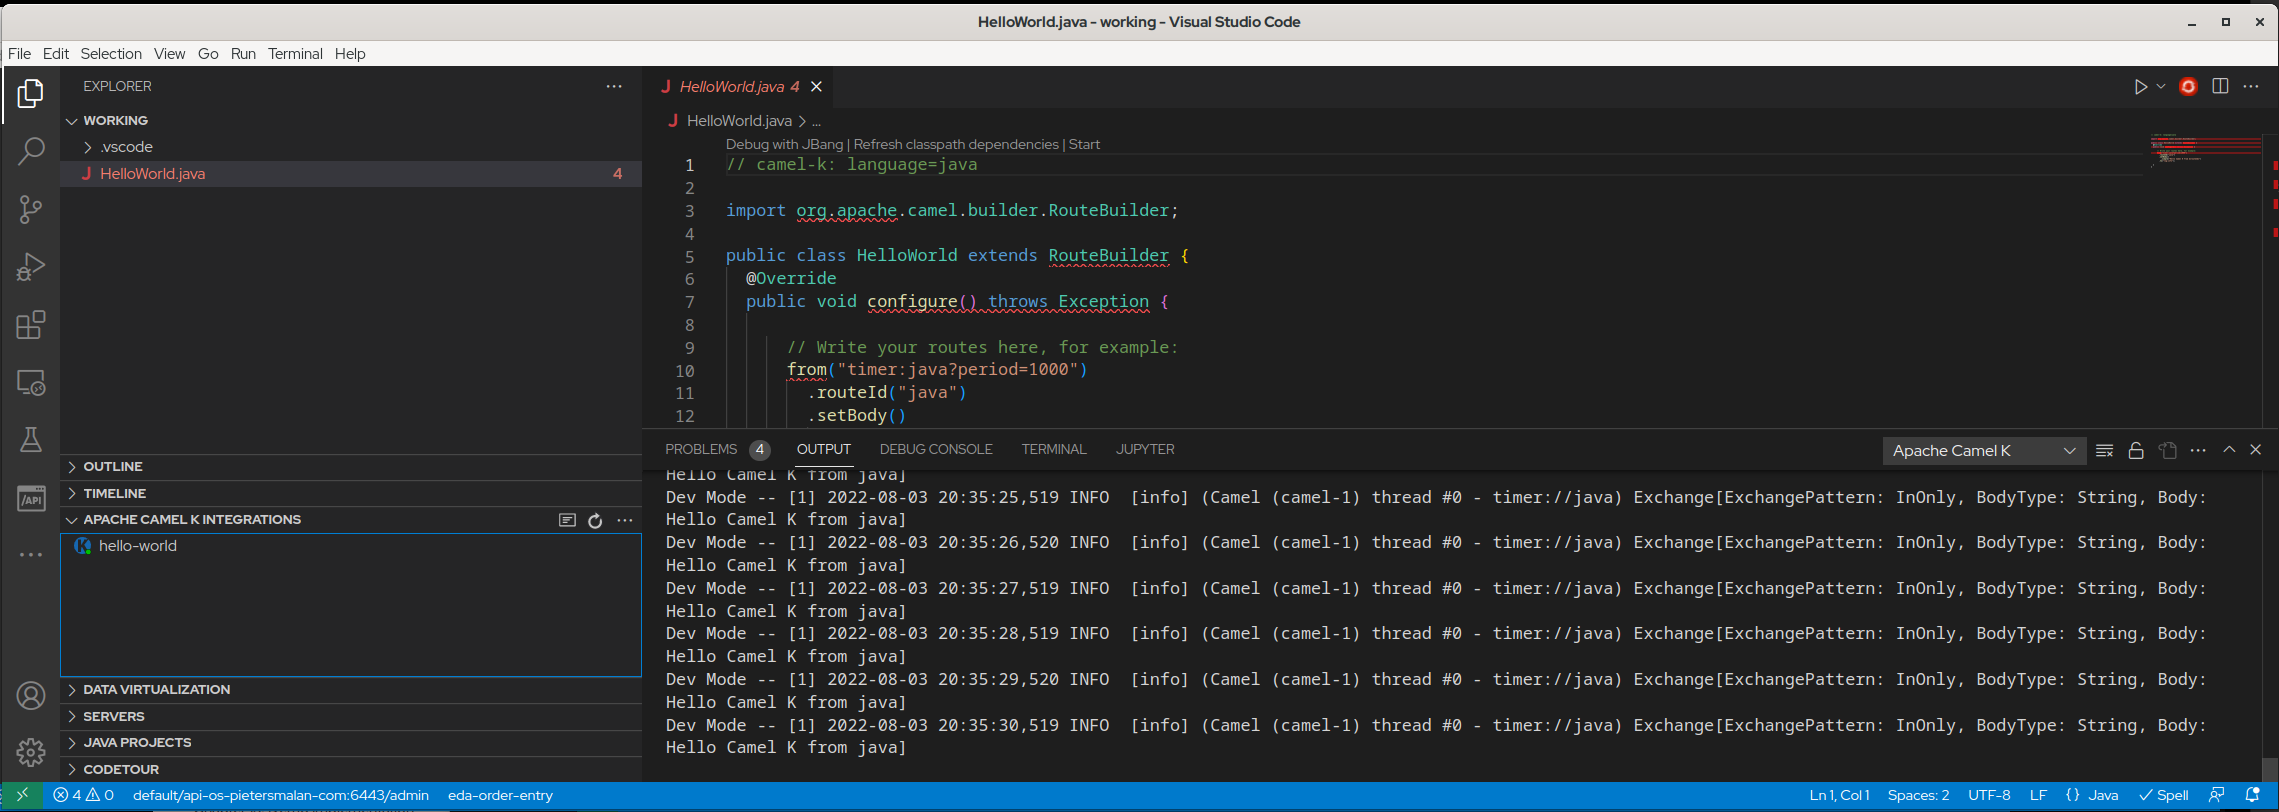 HelloWorld.java - working - Visual Studio Code
File Edit Selection View Go Run Terminal Help
EXPLORER
WORKING
.vscode
HelloWorld.java 4
OUTLINE
TIMELINE
APACHE CAMEL K INTEGRATIONS
hello-world
DATA VIRTUALIZATION
SERVERS
JAVA PROJECTS
CODETOUR
/API
HelloWorld.java 4
HelloWorld.java > ...
Debug with JBang | Refresh classpath dependencies | Start
1 // camel-k: language=java
2
3 import org.apache.camel.builder.RouteBuilder;
4
5 public class HelloWorld extends RouteBuilder {
6 @Override
7 public void configure() throws Exception {
8
9 // Write your routes here, for example:
10 from("timer:java?period=1000")
11 .routeId("java")
12 .setBody()
PROBLEMS 4 OUTPUT DEBUG CONSOLE TERMINAL JUPYTER
Apache Camel K
Hello Camel K from java]
Dev Mode -- [1] 2022-08-03 20:35:25,519 INFO [info] (Camel (camel-1) thread #0 - timer://java) Exchange[ExchangePattern: InOnly, BodyType: String, Body:
Hello Camel K from java]
Dev Mode -- [1] 2022-08-03 20:35:26,520 INFO [info] (Camel (camel-1) thread #0 - timer://java) Exchange[ExchangePattern: InOnly, BodyType: String, Body:
Hello Camel K from java]
Dev Mode -- [1] 2022-08-03 20:35:27,519 INFO [info] (Camel (camel-1) thread #0 - timer://java) Exchange[ExchangePattern: InOnly, BodyType: String, Body:
Hello Camel K from java]
Dev Mode -- [1] 2022-08-03 20:35:28,519 INFO [info] (Camel (camel-1) thread #0 - timer://java) Exchange[ExchangePattern: InOnly, BodyType: String, Body:
Hello Camel K from java]
Dev Mode -- [1] 2022-08-03 20:35:29,520 INFO [info] (Camel (camel-1) thread #0 - timer://java) Exchange[ExchangePattern: InOnly, BodyType: String, Body:
Hello Camel K from java]
Dev Mode -- [1] 2022-08-03 20:35:30,519 INFO [info] (Camel (camel-1) thread #0 - timer://java) Exchange[ExchangePattern: InOnly, BodyType: String, Body:
Hello Camel K from java]
4 0 default/api-os-pietersmalan-com:6443/admin eda-order-entry
Ln 1, Col 1 Spaces: 2 UTF-8 LF {} Java Spell